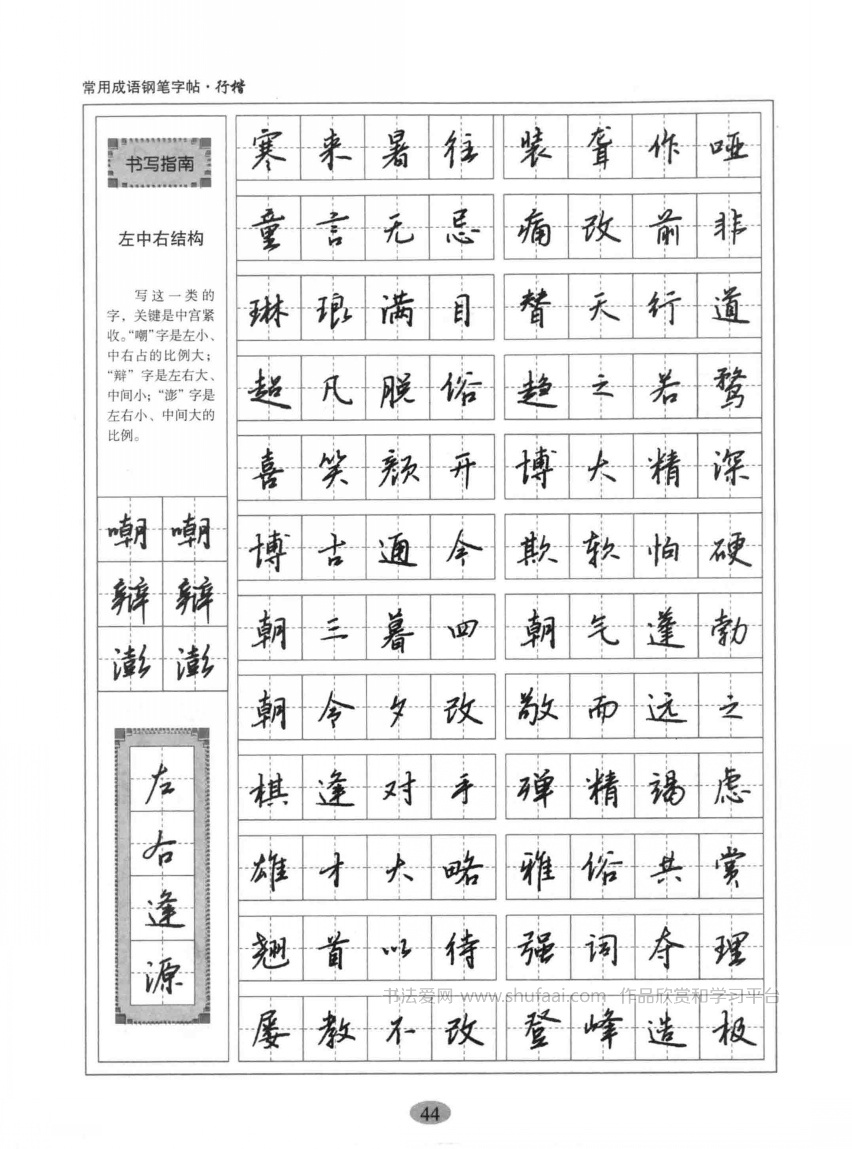 常用成语钢笔字帖·行楷
书写指南
左中右结构
写这一类的
字，关键是中宫紧
收。“嘲”字是左小、
中右占的比例大；
“辩”字是左右大、
中间小；“澎”字是
左右小、中间大的
比例。
嘲 嘲
辩 辩
澎 澎
左
右
逢
源
寒来暑往 装聋作哑
童言无忌 痛改前非
琳琅满目 替天行道
超凡脱俗 趋之若鹜
喜笑颜开 博大精深
博古通今 欺软怕硬
朝三暮四 朝气蓬勃
朝令夕改 敬而远之
棋逢对手 殚精竭虑
雄才大略 雅俗共赏
翘首以待 强词夺理
屡教不改 登峰造极
书法爱网 www.shufaai.com 作品欣赏和学习平台
44